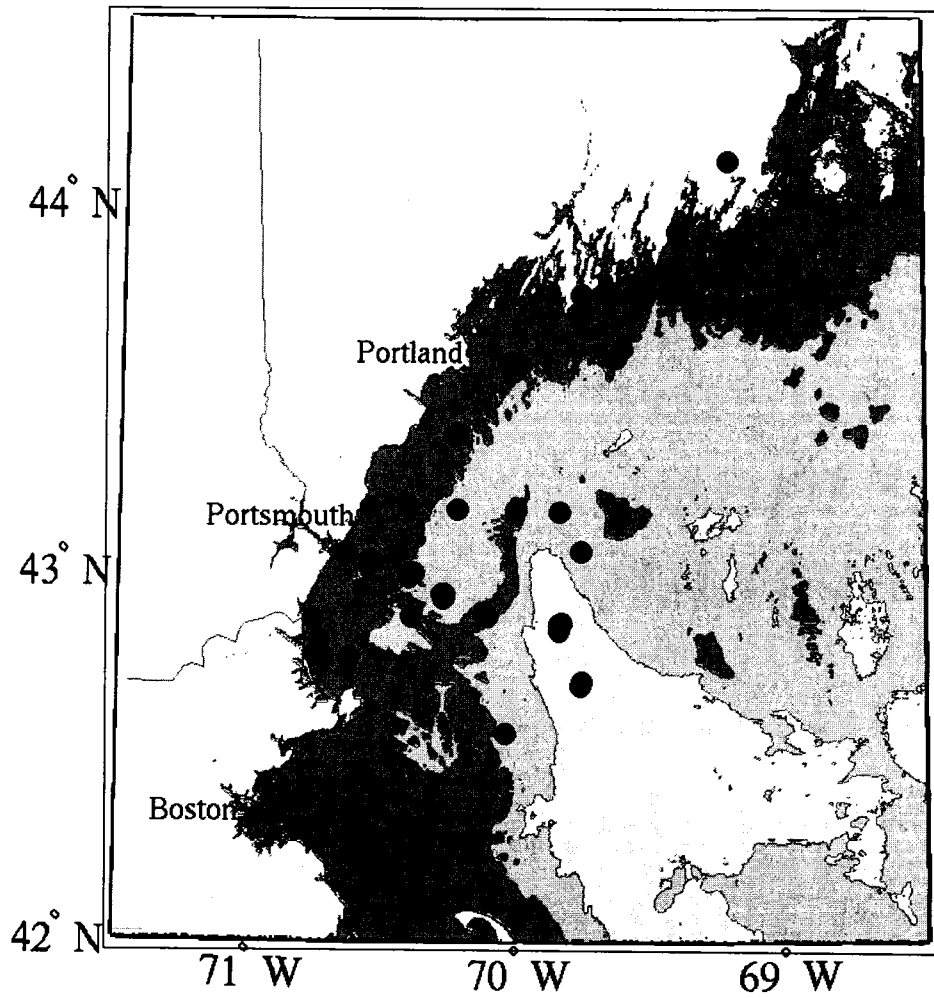 44° N
Portland
Portsmouth
43° N
Boston
42° N
71° W 70° W 69° W